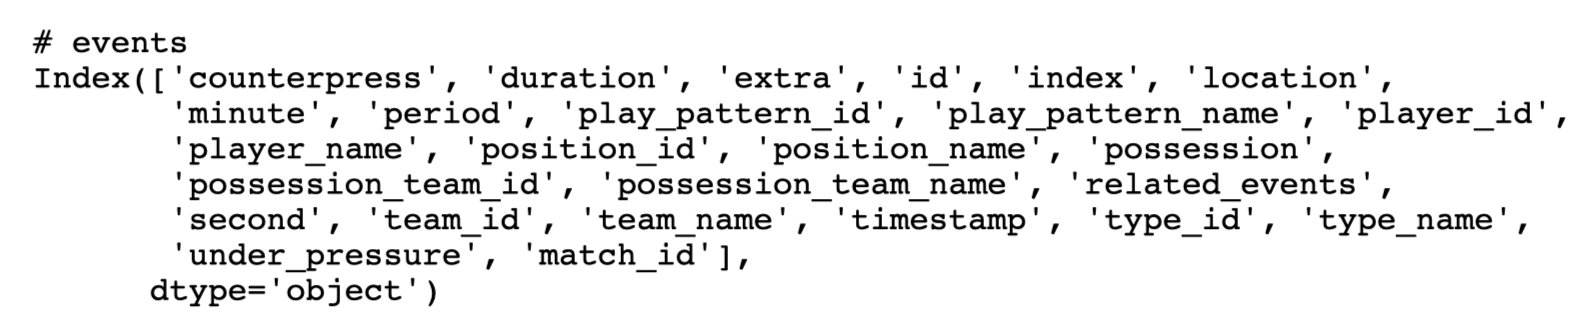 # events
Index(['counterpress', 'duration', 'extra', 'id', 'index', 'location',
'minute', 'period', 'play_pattern_id', 'play_pattern_name', 'player_id',
'player_name', 'position_id', 'position_name', 'possession',
'possession_team_id', 'possession_team_name', 'related_events',
'second', 'team_id', 'team_name', 'timestamp', 'type_id', 'type_name',
'under_pressure', 'match_id'],
dtype='object')